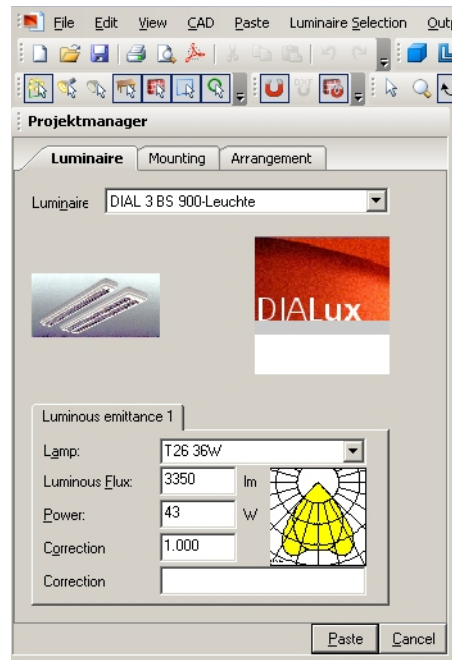 File Edit View CAD Paste Luminaire Selection Outp
Projektmanager
Luminaire Mounting Arrangement
Luminaire DIAL 3 BS 900-Leuchte
DIALux
Luminous emittance 1
Lamp: T26 36W
Luminous Flux: 3350 lm
Power: 43 W
Correction 1.000
Correction
Paste Cancel